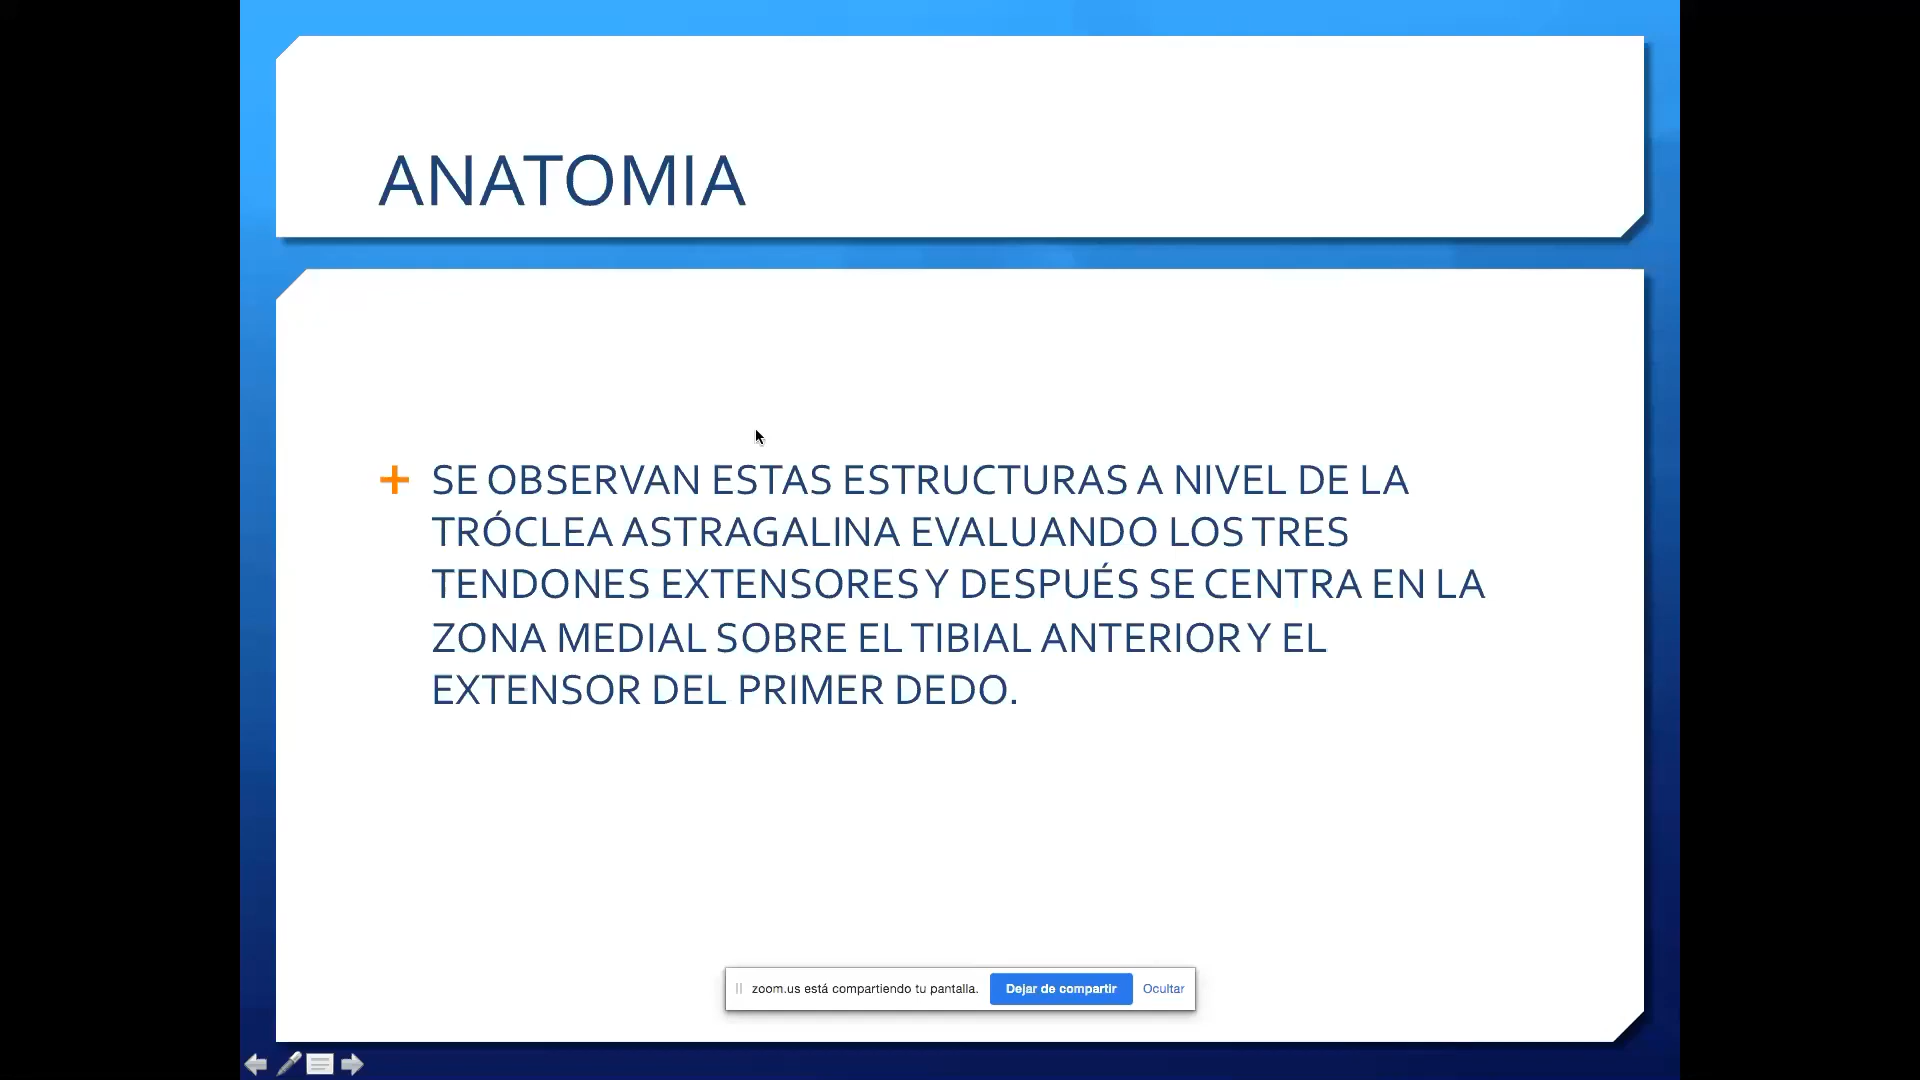 ANATOMIA
SE OBSERVAN ESTAS ESTRUCTURAS A NIVEL DE LA
TRÓCLEA ASTRAGALINA EVALUANDO LOS TRES
TENDONES EXTENSORES Y DESPUÉS SE CENTRA EN LA
ZONA MEDIAL SOBRE EL TIBIAL ANTERIOR Y EL
EXTENSOR DEL PRIMER DEDO.
zoom.us está compartiendo tu pantalla. Dejar de compartir Ocultar